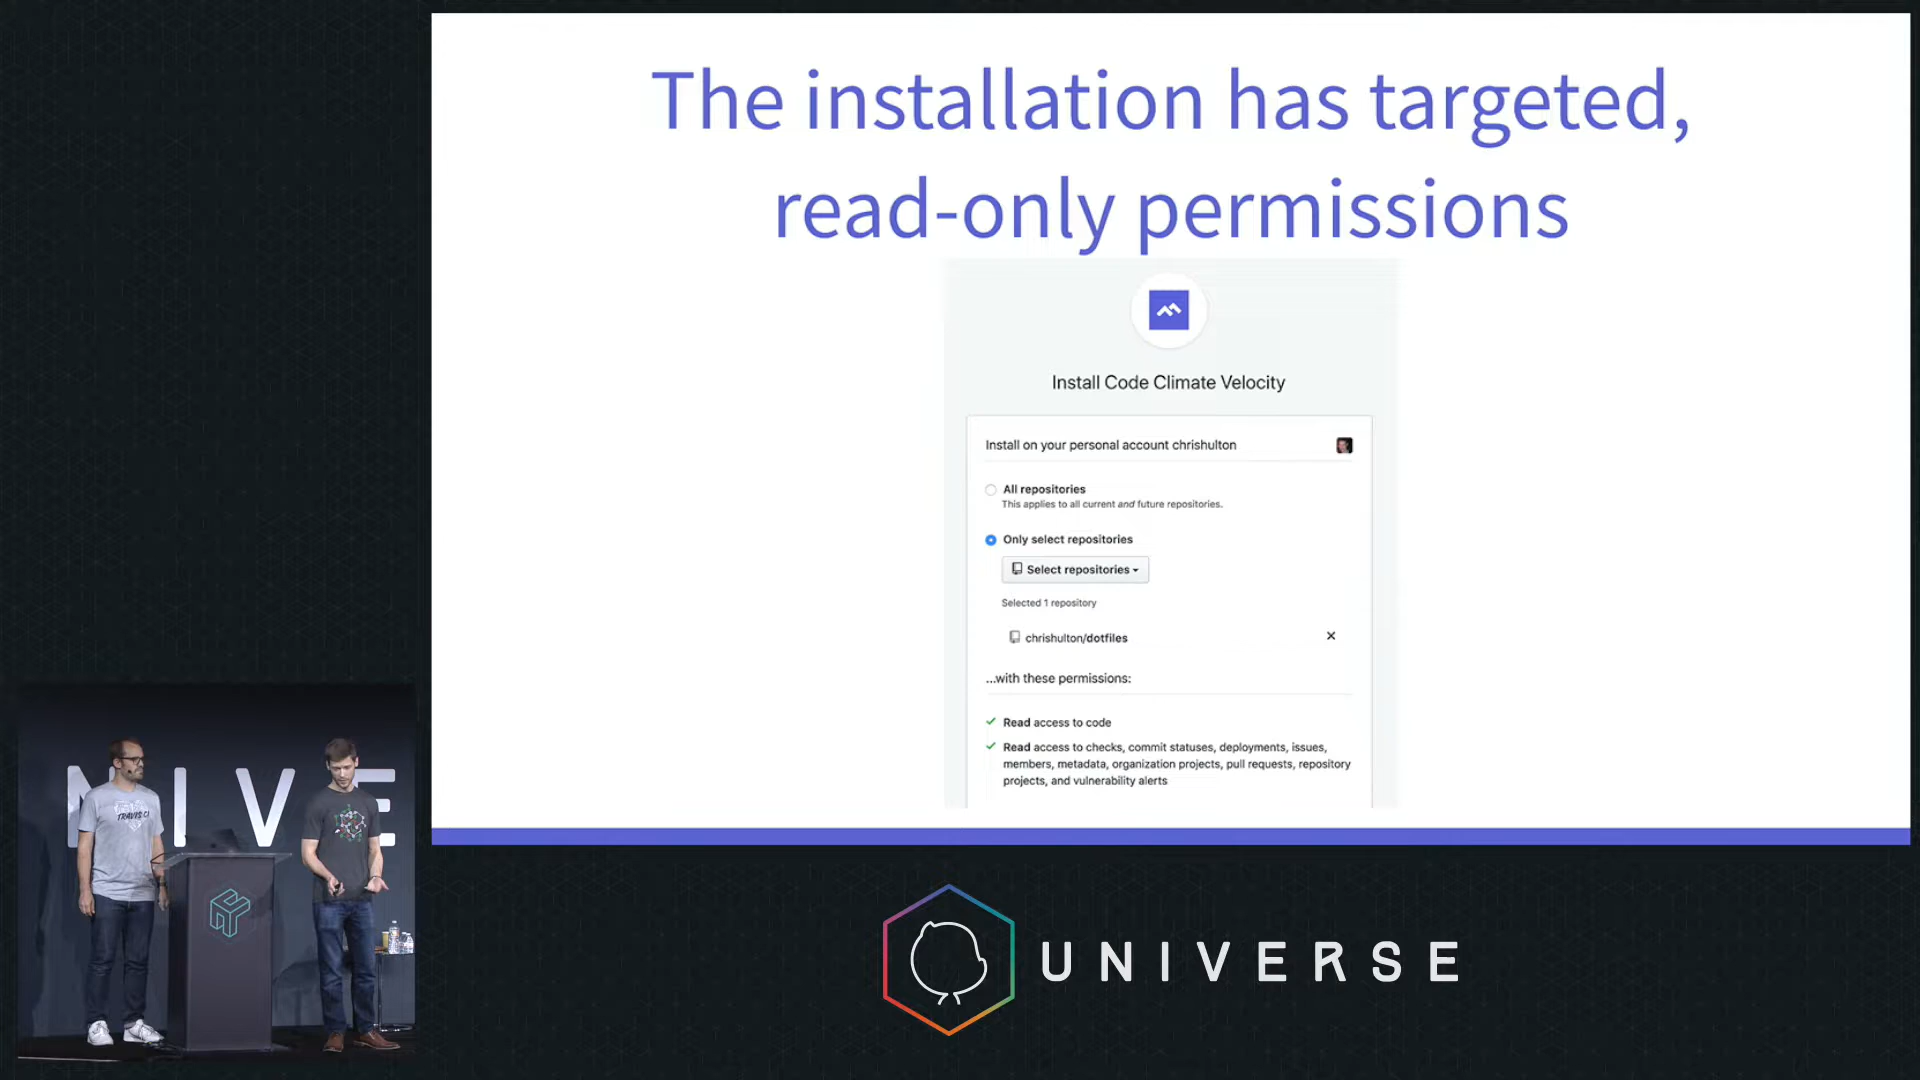 The installation has targeted,
read-only permissions
Install Code Climate Velocity
Install on your personal account chrishulton
All repositories
This applies to all current and future repositories.
Only select repositories
Select repositories
Selected 1 repository
chrishulton/dotfiles
...with these permissions:
Read access to code
Read access to checks, commit statuses, deployments, issues,
members, metadata, organization projects, pull requests, repository
projects, and vulnerability alerts
NIVE
TRAVIS CI
UNIVERSE